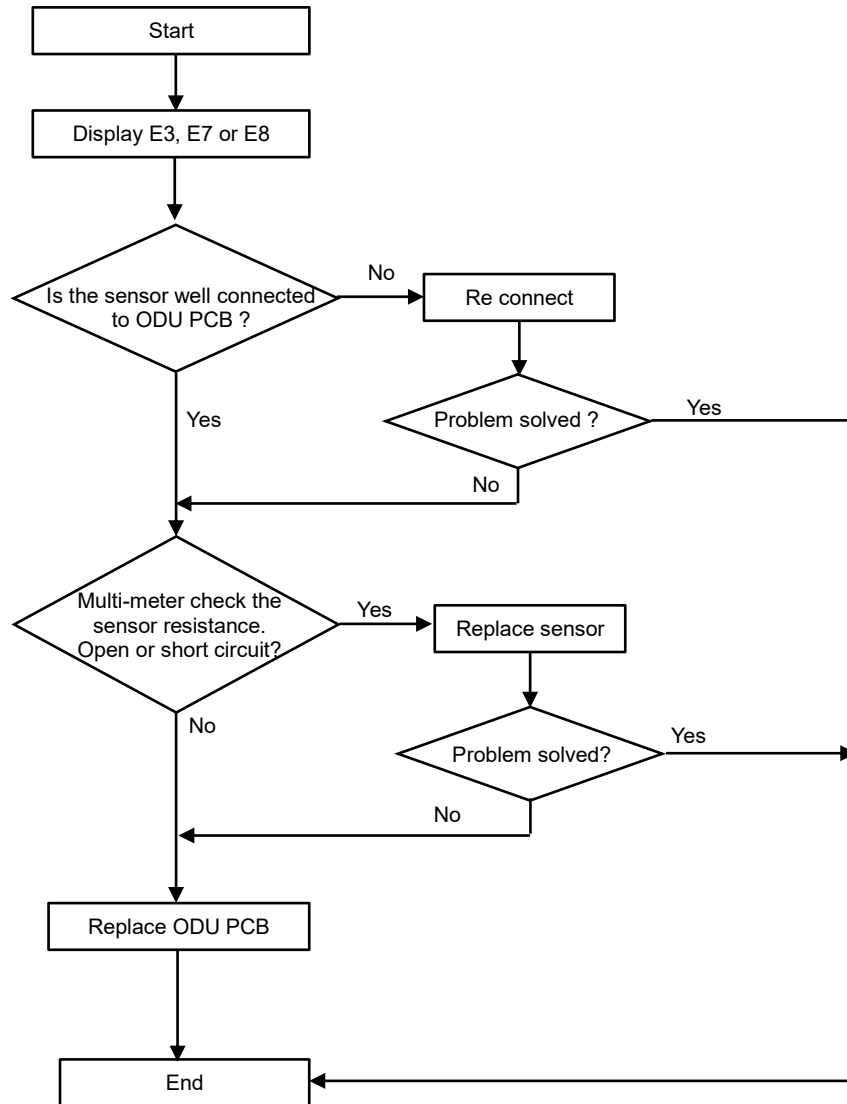 Start
Display E3, E7 or E8
Is the sensor well connected
to ODU PCB ?
No
Re connect
Yes
Problem solved ?
Yes
No
Multi-meter check the
sensor resistance.
Open or short circuit?
Yes
Replace sensor
No
Problem solved?
Yes
No
Replace ODU PCB
End